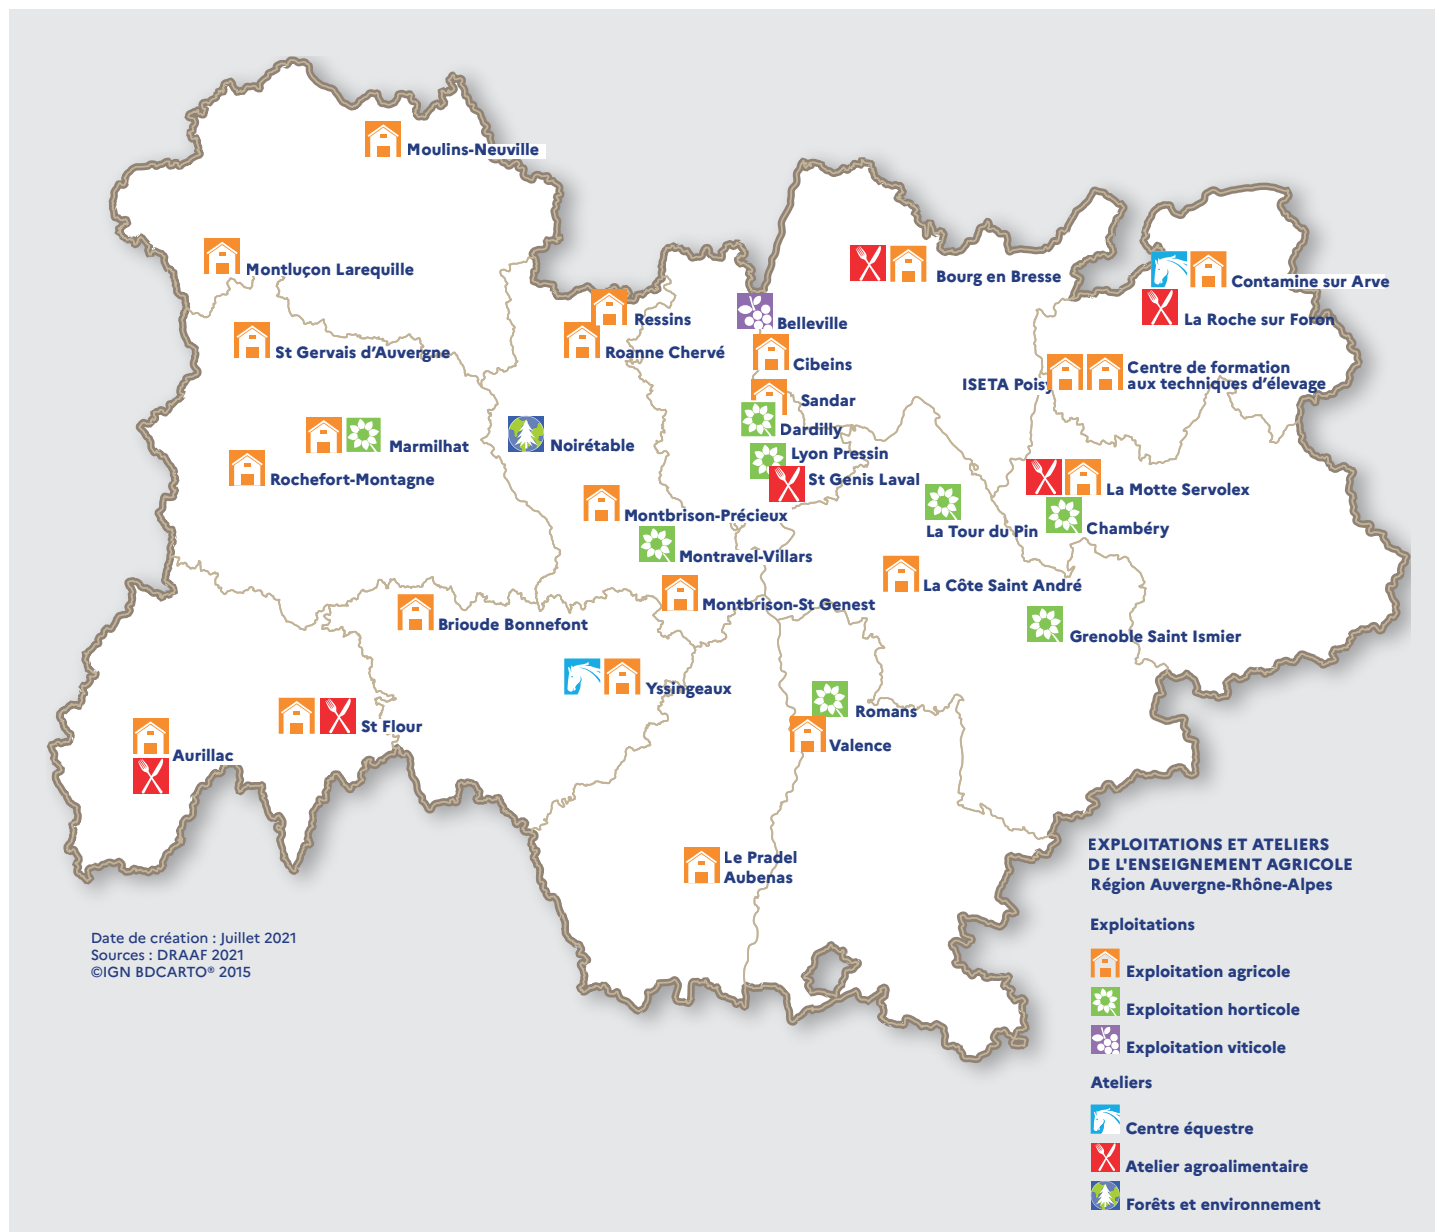 Moulins-Neuville
Montluçon Larequille
Bourg en Bresse
Contamine sur Arve
La Roche sur Foron
Ressins
Belleville
St Gervais d'Auvergne
Roanne Chervé
Cibeins
ISETA Poisy
Centre de formation
aux techniques d'élevage
Sandar
Dardilly
Marmilhat
Noirétable
Lyon Pressin
Rochefort-Montagne
St Genis Laval
La Motte Servolex
Montbrison-Précieux
La Tour du Pin
Chambéry
Montravel-Villars
La Côte Saint André
Montbrison-St Genest
Brioude Bonnefont
Grenoble Saint Ismier
Yssingeaux
Romans
St Flour
Valence
Aurillac
Le Pradel
Aubenas
EXPLOITATIONS ET ATELIERS
DE L'ENSEIGNEMENT AGRICOLE
Région Auvergne-Rhône-Alpes
Exploitations
Exploitation agricole
Exploitation horticole
Exploitation viticole
Ateliers
Centre équestre
Atelier agroalimentaire
Forêts et environnement
Date de création : Juillet 2021
Sources : DRAAF 2021
©IGN BDCARTO® 2015